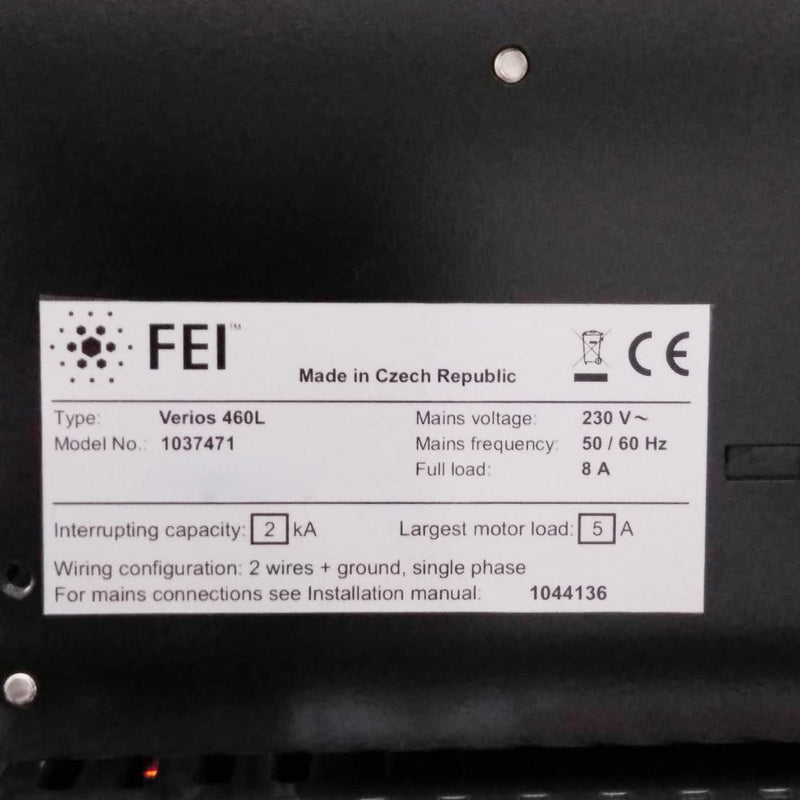 FEI™
Made in Czech Republic
CE
Type: Verios 460L
Mains voltage: 230 V~
Model No.: 1037471
Mains frequency: 50 / 60 Hz
Full load: 8 A
Interrupting capacity: 2 kA
Largest motor load: 5 A
Wiring configuration: 2 wires + ground, single phase
For mains connections see Installation manual: 1044136